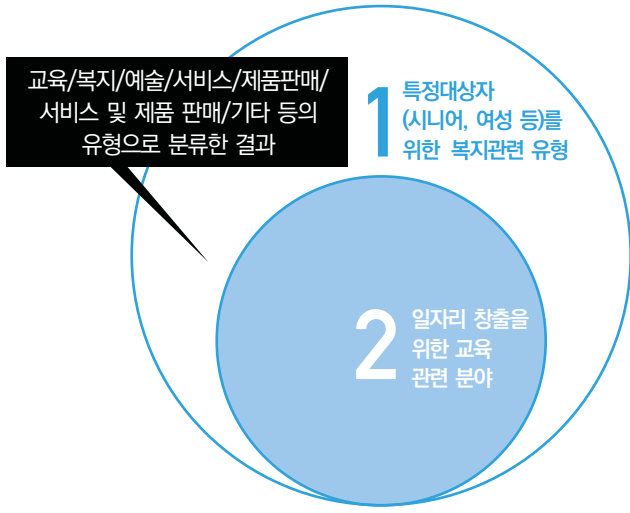 교육/복지/예술/서비스/제품판매/
서비스 및 제품 판매/기타 등의
유형으로 분류한 결과
1
특정대상자
(시니어, 여성 등)를
위한 복지관련 유형
2
일자리 창출을
위한 교육
관련 분야